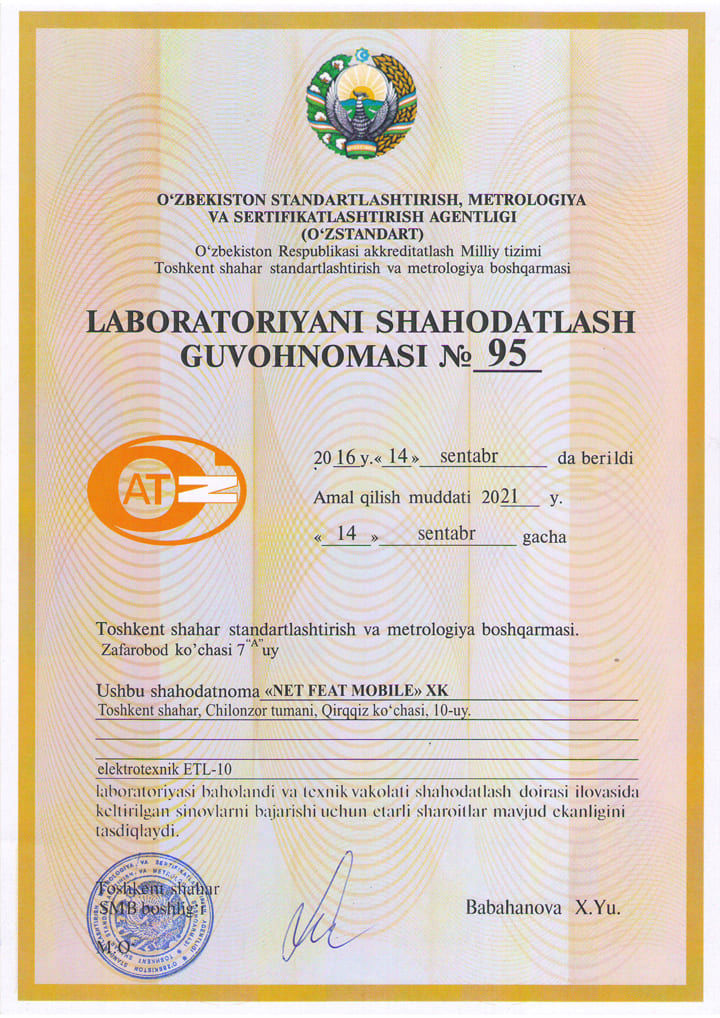 O‘ZBEKISTON STANDARTLASHTIRISH, METROLOGIYA
VA SERTIFIKATLASHTIRISH AGENTLIGI
(O‘ZSTANDART)
O‘zbekiston Respublikasi akkreditatlash Milliy tizimi
Toshkent shahar standartlashtirish va metrologiya boshqarmasi
LABORATORIYANI SHAHODATLASH
GUVOHNOMASI № 95
AT
2016 y.« 14 » sentabr da berildi
Amal qilish muddati 2021 y.
« 14 » sentabr gacha
Toshkent shahar standartlashtirish va metrologiya boshqarmasi.
Zafarobod ko’chasi 7 “A” uy
Ushbu shahodatnoma «NET FEAT MOBILE» XK
Toshkent shahar, Chilonzor tumani, Qirqqiz ko‘chasi, 10-uy.
elektrotexnik ETL-10
laboratoriyasi baholandi va texnik vakolati shahodatlash doirasi ilovasida
keltirilgan sinovlarni bajarishi uchun etarli sharoitlar mavjud ekanligini
tasdiqlaydi.
Toshkent shahar
SMB boshlig‘i
M.O‘
Babahanova X.Yu.